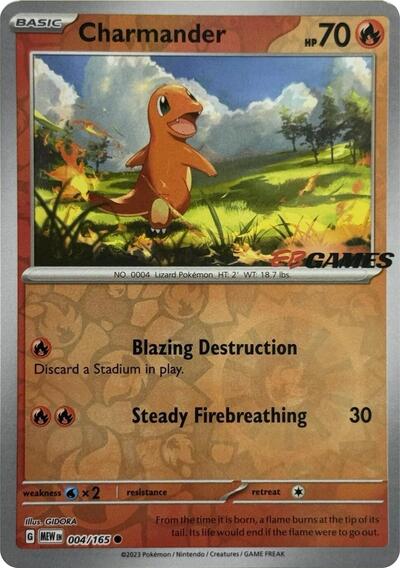 BASIC
Charmander HP 70
EB GAMES
NO. 0004 Lizard Pokémon HT: 2' WT: 18.7 lbs.
Blazing Destruction
Discard a Stadium in play.
Steady Firebreathing 30
weakness ×2 resistance retreat
Illus. GIDORA
G MEW EN 004/165
From the time it is born, a flame burns at the tip of its
tail. Its life would end if the flame were to go out.
©2023 Pokémon / Nintendo / Creatures / GAME FREAK